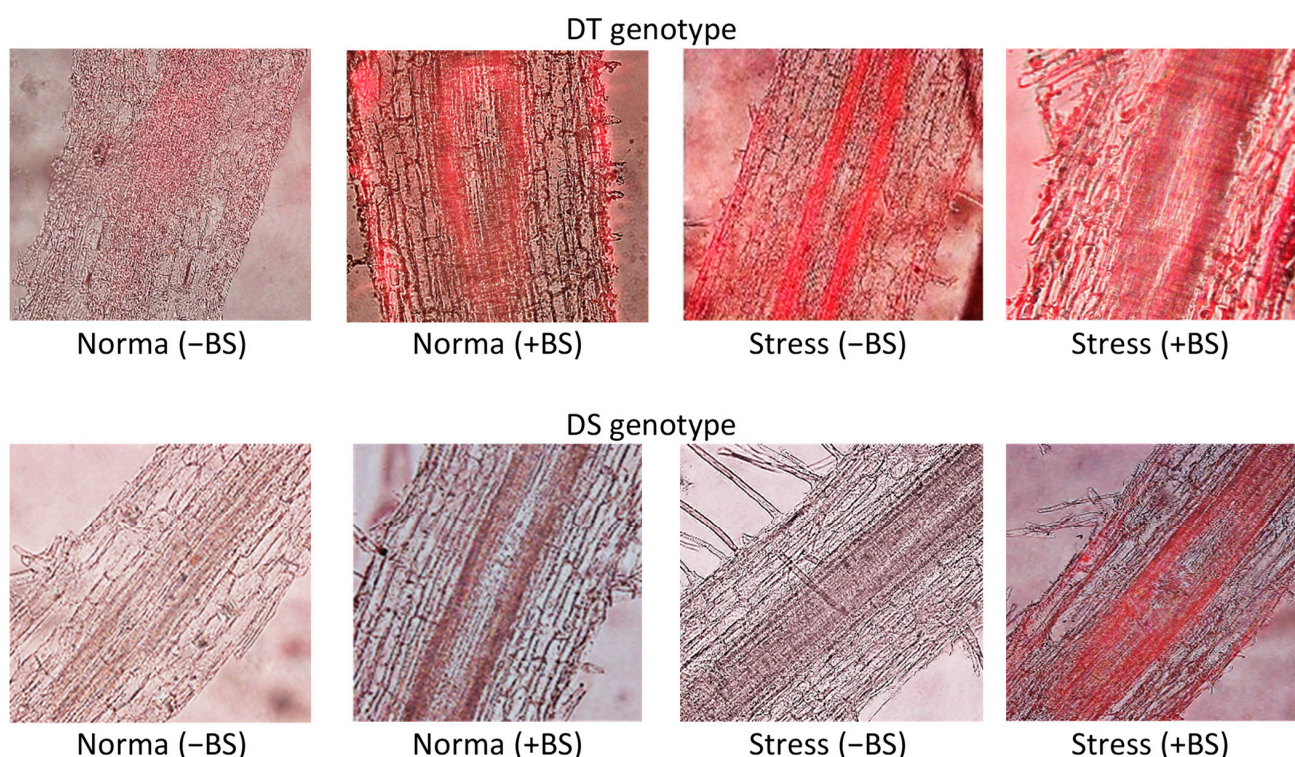 DT genotype
Norma (−BS)
Norma (+BS)
Stress (−BS)
Stress (+BS)
DS genotype
Norma (−BS)
Norma (+BS)
Stress (−BS)
Stress (+BS)